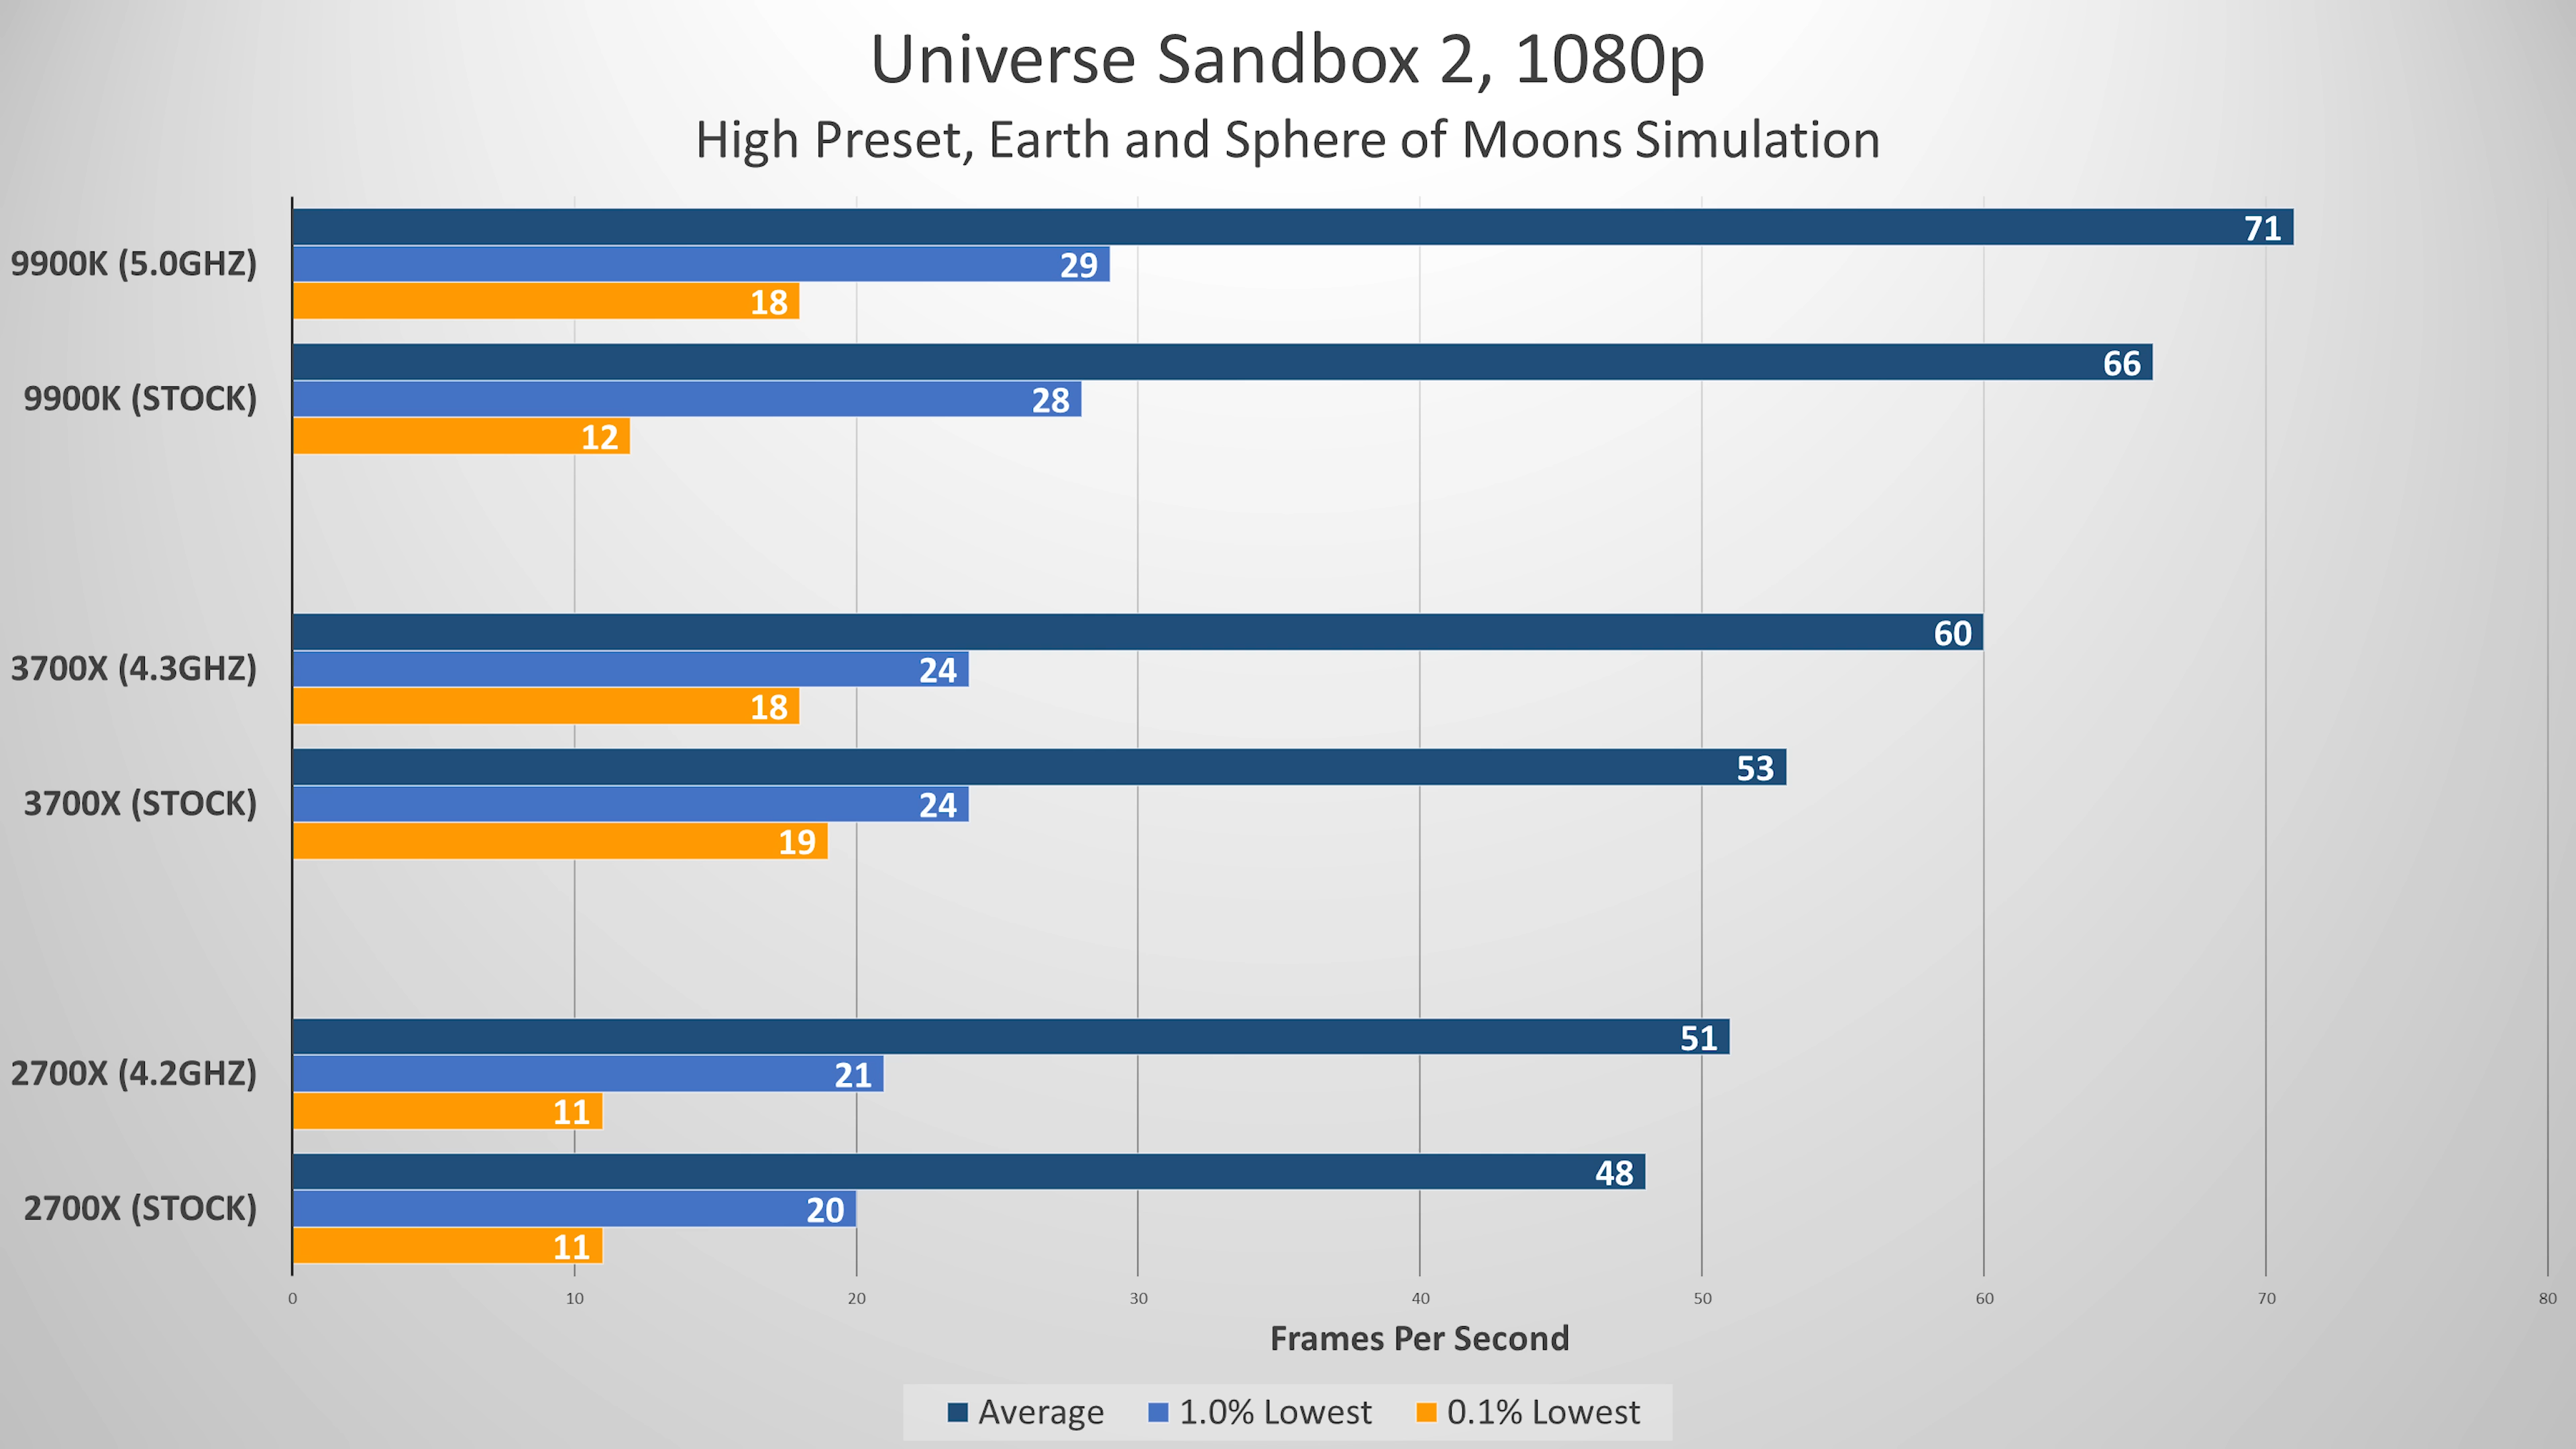 Universe Sandbox 2, 1080p
High Preset, Earth and Sphere of Moons Simulation
9900K (5.0GHZ)
71
29
18
9900K (STOCK)
66
28
12
3700X (4.3GHZ)
60
24
18
3700X (STOCK)
53
24
19
2700X (4.2GHZ)
51
21
11
2700X (STOCK)
48
20
11
0 10 20 30 40 50 60 70 80
Frames Per Second
Average 1.0% Lowest 0.1% Lowest